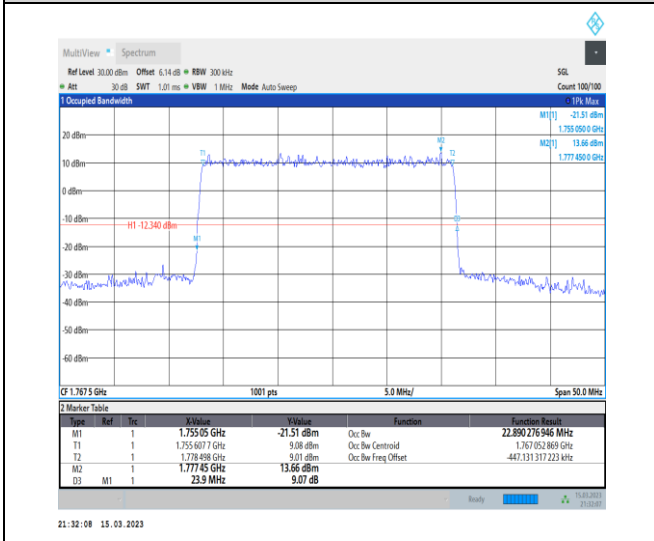 MultiView Spectrum
Ref Level 30.00 dBm Offset 6.14 dB RBW 300 kHz SGL
Att 30 dB SWT 1.01 ms VBW 1 MHz Mode Auto Sweep Count 100/100
1 Occupied Bandwidth 1Pk Max
M1[1] -21.51 dBm
1.755 050 0 GHz
M2[1] 13.66 dBm
1.777 450 0 GHz
20 dBm
M2
T1 T2
10 dBm
0 dBm
-10 dBm
H1 -12.340 dBm
D3
M1
-20 dBm
-30 dBm
-40 dBm
-50 dBm
-60 dBm
CF 1.767 5 GHz 1001 pts 5.0 MHz/ Span 50.0 MHz
2 Marker Table
Type Ref Trc X-Value Y-Value Function Function Result
M1 1 1.755 05 GHz -21.51 dBm Occ Bw 22.890 276 946 MHz
T1 1 1.755 607 7 GHz 9.08 dBm Occ Bw Centroid 1.767 052 869 GHz
T2 1 1.778 498 GHz 9.01 dBm Occ Bw Freq Offset -447.131 317 223 kHz
M2 1 1.777 45 GHz 13.66 dBm
D3 M1 1 23.9 MHz 9.07 dB
Ready 15.03.2023
21:32:07
21:32:08 15.03.2023